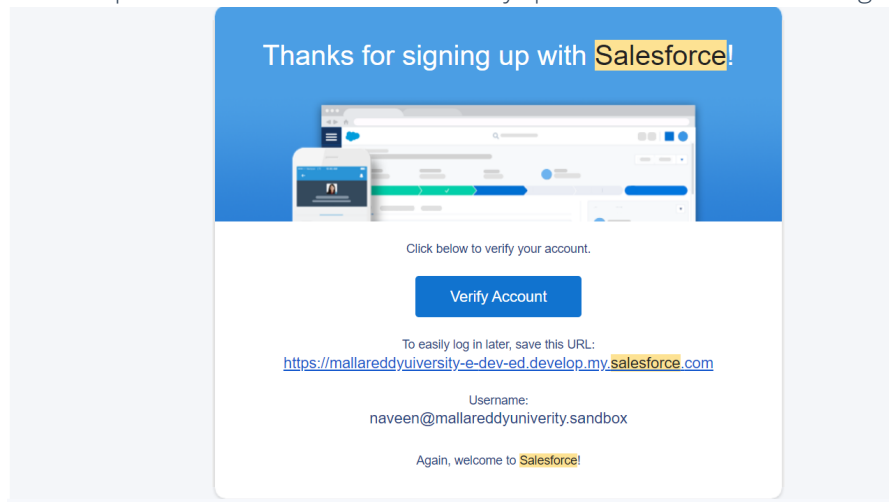 Thanks for signing up with Salesforce!
Click below to verify your account.
Verify Account
To easily log in later, save this URL:
https://mallareddyuiversity-e-dev-ed.develop.my.salesforce.com
Username:
naveen@mallareddyuniverity.sandbox
Again, welcome to Salesforce!